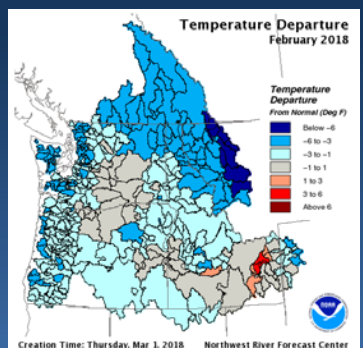 Temperature Departure
February 2018
Temperature
Departure
From Normal (Deg F)
Below -6
-6 to -3
-3 to -1
-1 to 1
1 to 3
3 to 6
Above 6
noaa
Creation Time: Thursday, Mar 1, 2018 Northwest River Forecast Center